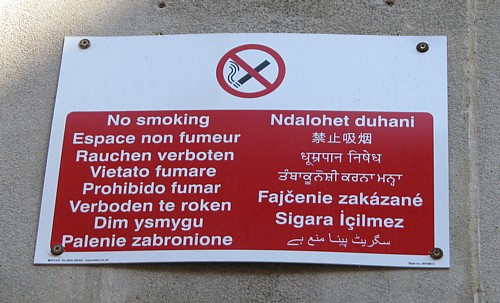 No smoking
Espace non fumeur
Rauchen verboten
Vietato fumare
Prohibido fumar
Verboden te roken
Dim ysmygu
Palenie zabronione
Ndalohet duhani
禁止吸烟
धूम्रपान निषेध
ਤੰਬਾਕੂਨੋਸ਼ੀ ਕਰਨਾ ਮਨ੍ਹਾ
Fajčenie zakázané
Sigara İçilmez
سگریٹ پینا منع ہے